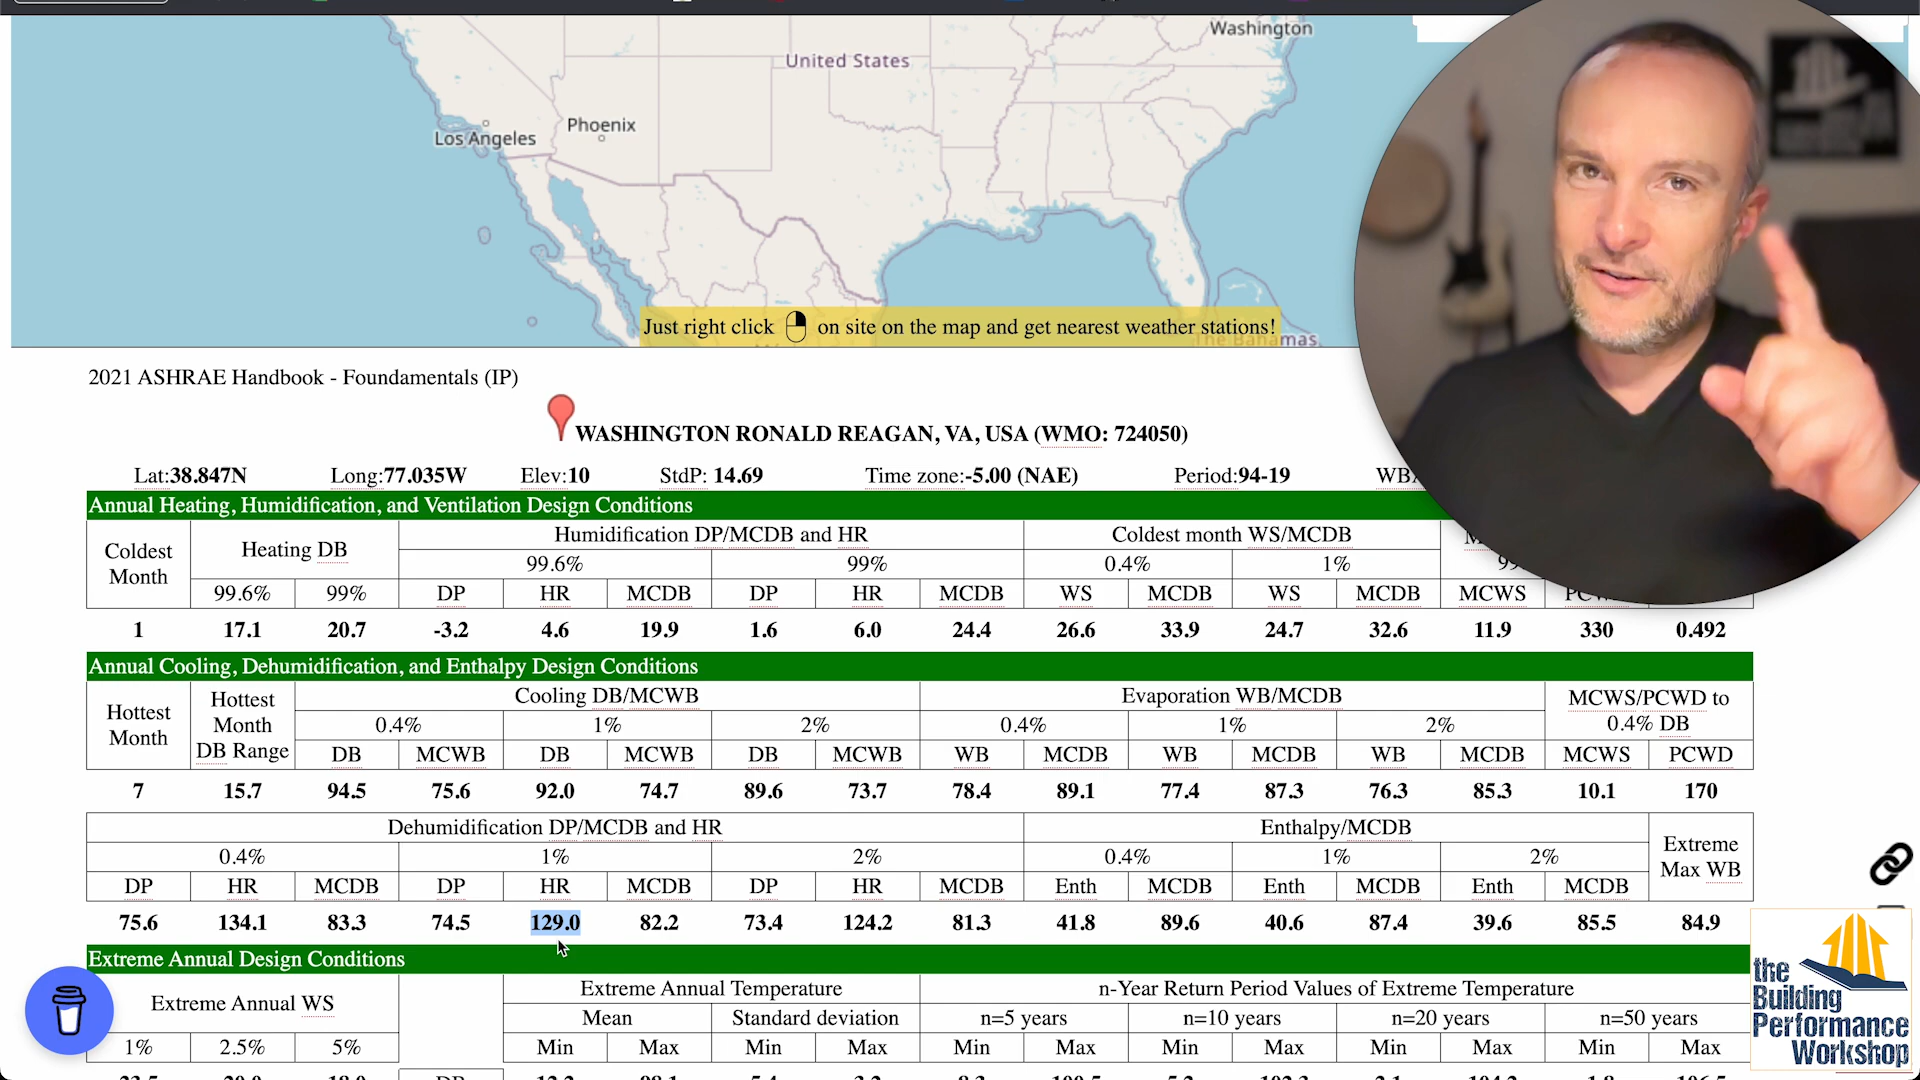 Washington
United States
Phoenix
Los Angeles
Just right click on site on the map and get nearest weather stations!
The Bahamas
2021 ASHRAE Handbook - Foundamentals (IP)
WASHINGTON RONALD REAGAN, VA, USA (WMO: 724050)
Lat:38.847N Long:77.035W Elev:10 StdP: 14.69 Time zone:-5.00 (NAE) Period:94-19
Annual Heating, Humidification, and Ventilation Design Conditions
Coldest Month Heating DB Humidification DP/MCDB and HR Coldest month WS/MCDB
99.6% 99% 0.4% 1%
99.6% 99% DP HR MCDB DP HR MCDB WS MCDB WS MCDB MCWS
1 17.1 20.7 -3.2 4.6 19.9 1.6 6.0 24.4 26.6 33.9 24.7 32.6 11.9 330 0.492
Annual Cooling, Dehumidification, and Enthalpy Design Conditions
Hottest Month Hottest Month DB Range Cooling DB/MCWB Evaporation WB/MCDB MCWS/PCWD to 0.4% DB
0.4% 1% 2% 0.4% 1% 2%
DB MCWB DB MCWB DB MCWB WB MCDB WB MCDB WB MCDB MCWS PCWD
7 15.7 94.5 75.6 92.0 74.7 89.6 73.7 78.4 89.1 77.4 87.3 76.3 85.3 10.1 170
Dehumidification DP/MCDB and HR Enthalpy/MCDB Extreme Max WB
0.4% 1% 2% 0.4% 1% 2%
DP HR MCDB DP HR MCDB DP HR MCDB Enth MCDB Enth MCDB Enth MCDB
75.6 134.1 83.3 74.5 129.0 82.2 73.4 124.2 81.3 41.8 89.6 40.6 87.4 39.6 85.5 84.9
Extreme Annual Design Conditions
Extreme Annual WS Extreme Annual Temperature n-Year Return Period Values of Extreme Temperature
Mean Standard deviation n=5 years n=10 years n=20 years n=50 years
1% 2.5% 5% Min Max Min Max Min Max Min Max Min Max Min Max
the
Building
Performance
Workshop